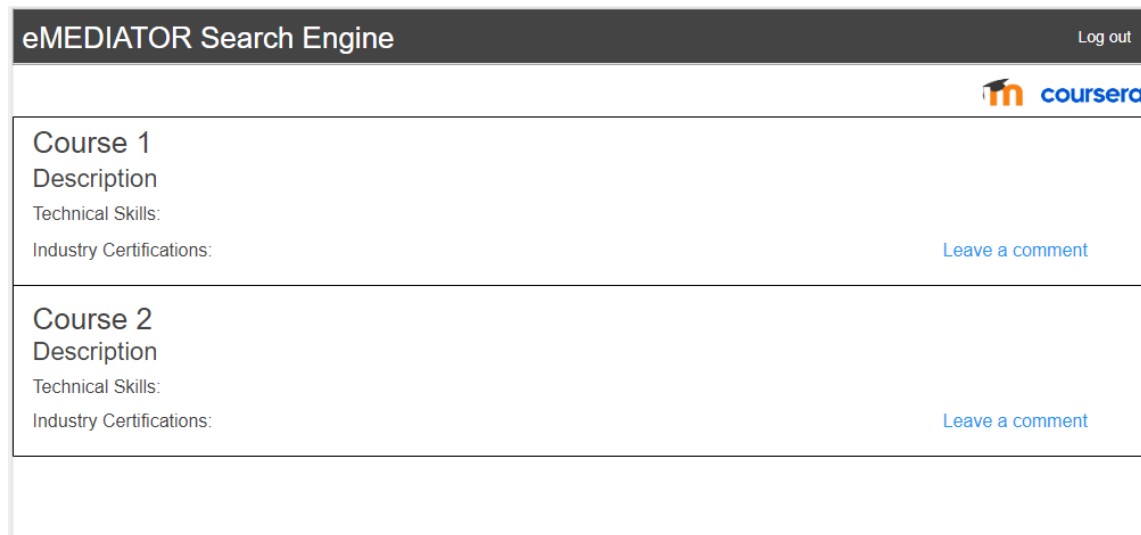 eMEDIATOR Search Engine
Log out
coursera
Course 1
Description
Technical Skills:
Industry Certifications:
Leave a comment
Course 2
Description
Technical Skills:
Industry Certifications:
Leave a comment